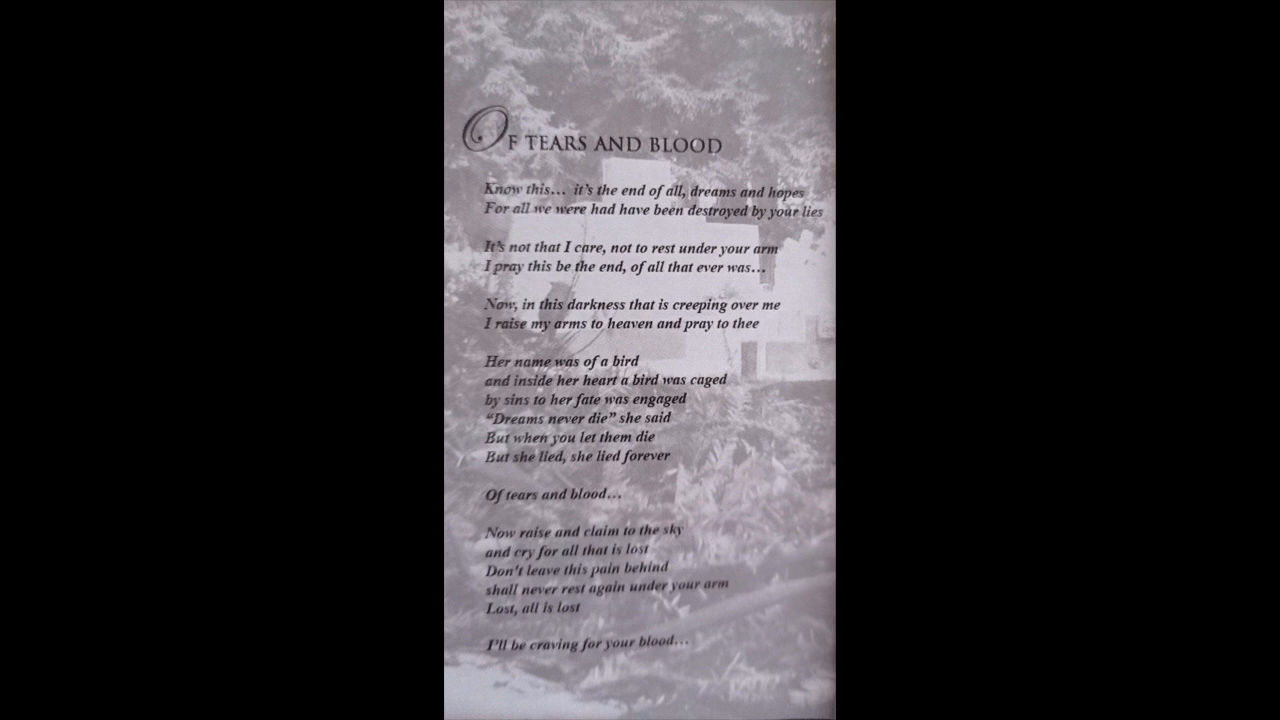 OF TEARS AND BLOOD
Know this... it's the end of all, dreams and hopes
For all we were had have been destroyed by your lies
It's not that I care, not to rest under your arm
I pray this be the end, of all that ever was...
Now, in this darkness that is creeping over me
I raise my arms to heaven and pray to thee
Her name was of a bird
and inside her heart a bird was caged
by sins to her fate was engaged
“Dreams never die” she said
But when you let them die
But she lied, she lied forever
Of tears and blood...
Now raise and claim to the sky
and cry for all that is lost
Don't leave this pain behind
shall never rest again under your arm
Lost, all is lost
I'll be craving for your blood...